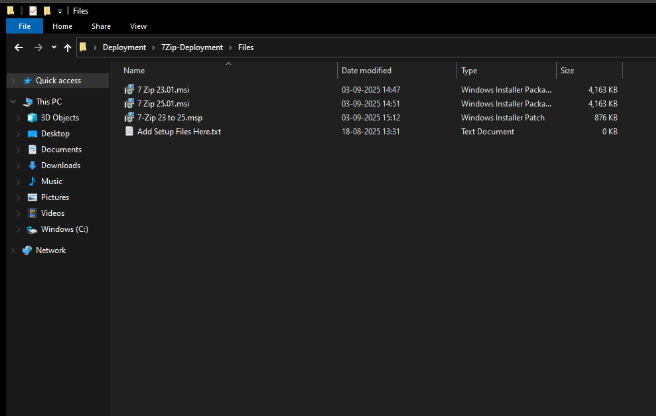 Files
File Home Share View
Deployment > 7Zip-Deployment > Files
Name Date modified Type Size
Quick access
This PC
3D Objects
Desktop
Documents
Downloads
Music
Pictures
Videos
Windows (C:)
Network
7 Zip 23.01.msi 03-09-2025 14:47 Windows Installer Packa... 4,163 KB
7 Zip 25.01.msi 03-09-2025 14:51 Windows Installer Packa... 4,163 KB
7-Zip 23 to 25.msp 03-09-2025 15:12 Windows Installer Patch 876 KB
Add Setup Files Here.txt 18-08-2025 13:31 Text Document 0 KB